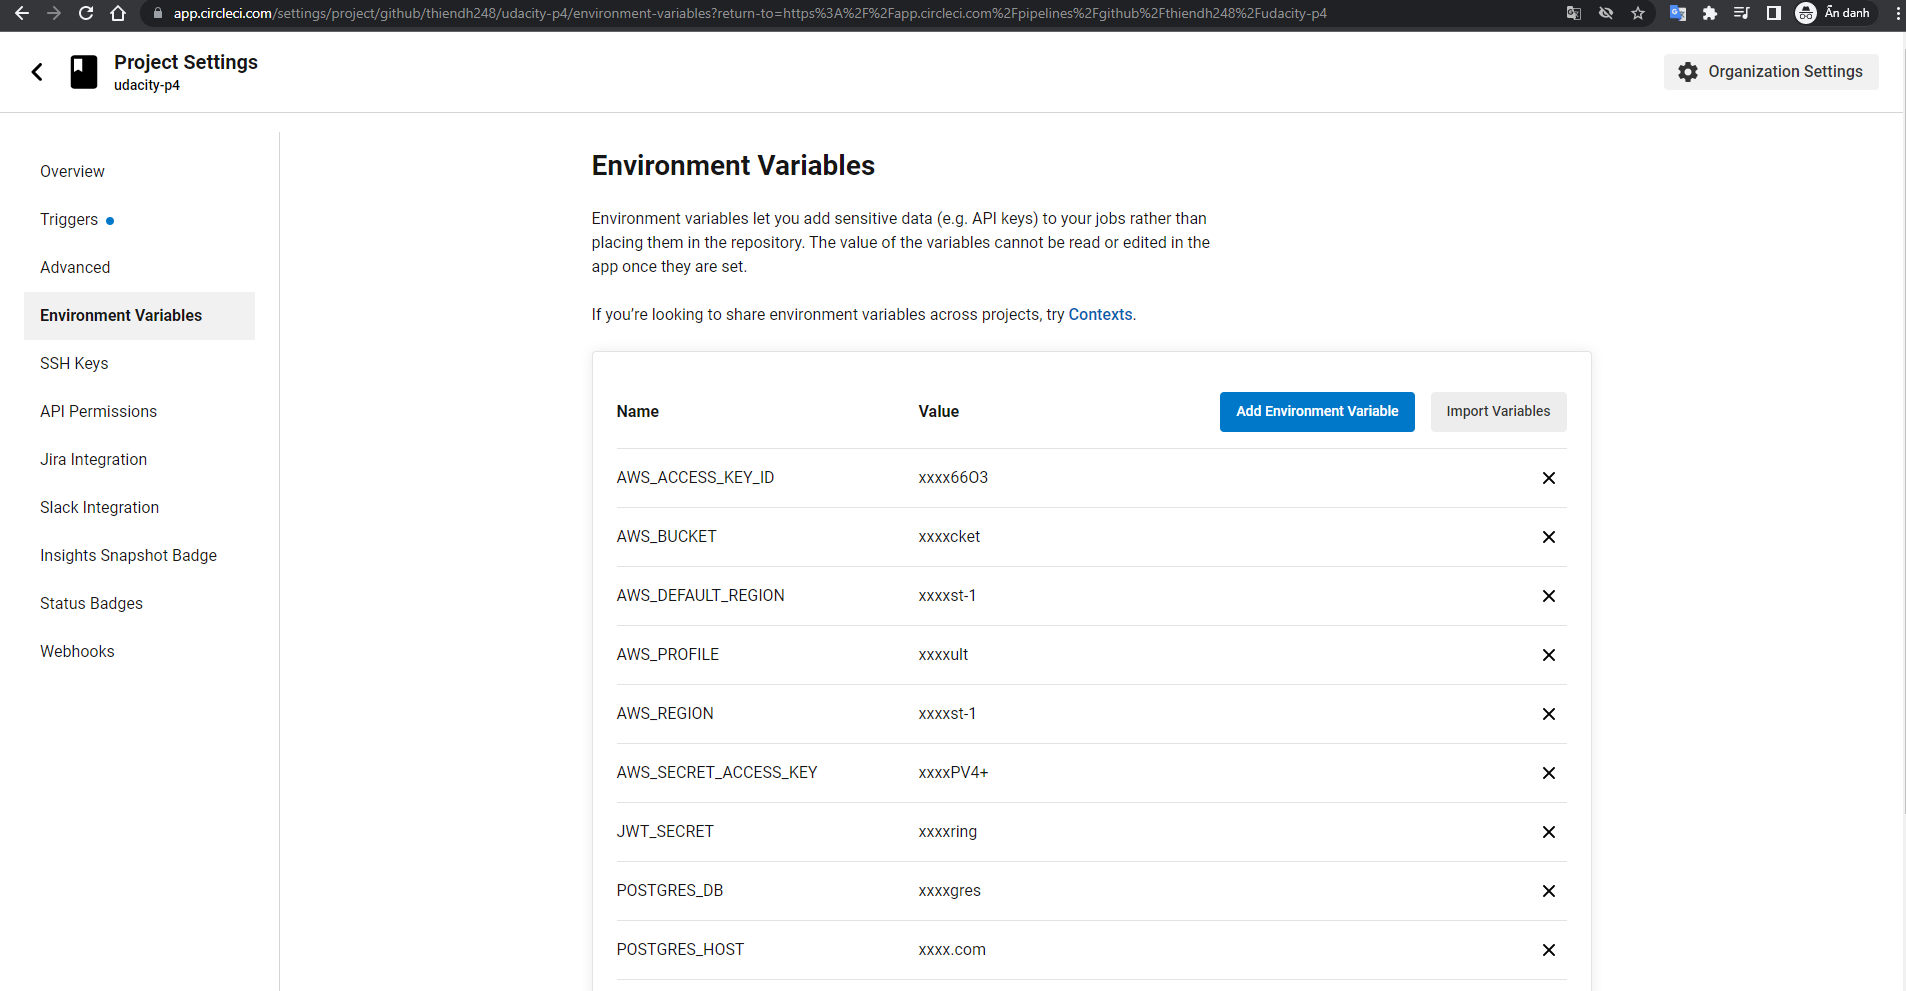 app.circleci.com/settings/project/github/thiendh248/udacity-p4/environment-variables?return-to=https%3A%2F%2Fapp.circleci.com%2Fpipelines%2Fgithub%2Fthiendh248%2Fudacity-p4
Ẩn danh
Project Settings
udacity-p4
Organization Settings
Overview
Triggers
Advanced
Environment Variables
SSH Keys
API Permissions
Jira Integration
Slack Integration
Insights Snapshot Badge
Status Badges
Webhooks
Environment Variables
Environment variables let you add sensitive data (e.g. API keys) to your jobs rather than
placing them in the repository. The value of the variables cannot be read or edited in the
app once they are set.
If you’re looking to share environment variables across projects, try Contexts.
Name Value Add Environment Variable Import Variables
AWS_ACCESS_KEY_ID xxxx66O3
AWS_BUCKET xxxxcket
AWS_DEFAULT_REGION xxxxst-1
AWS_PROFILE xxxxult
AWS_REGION xxxxst-1
AWS_SECRET_ACCESS_KEY xxxxPV4+
JWT_SECRET xxxxring
POSTGRES_DB xxxxgres
POSTGRES_HOST xxxx.com